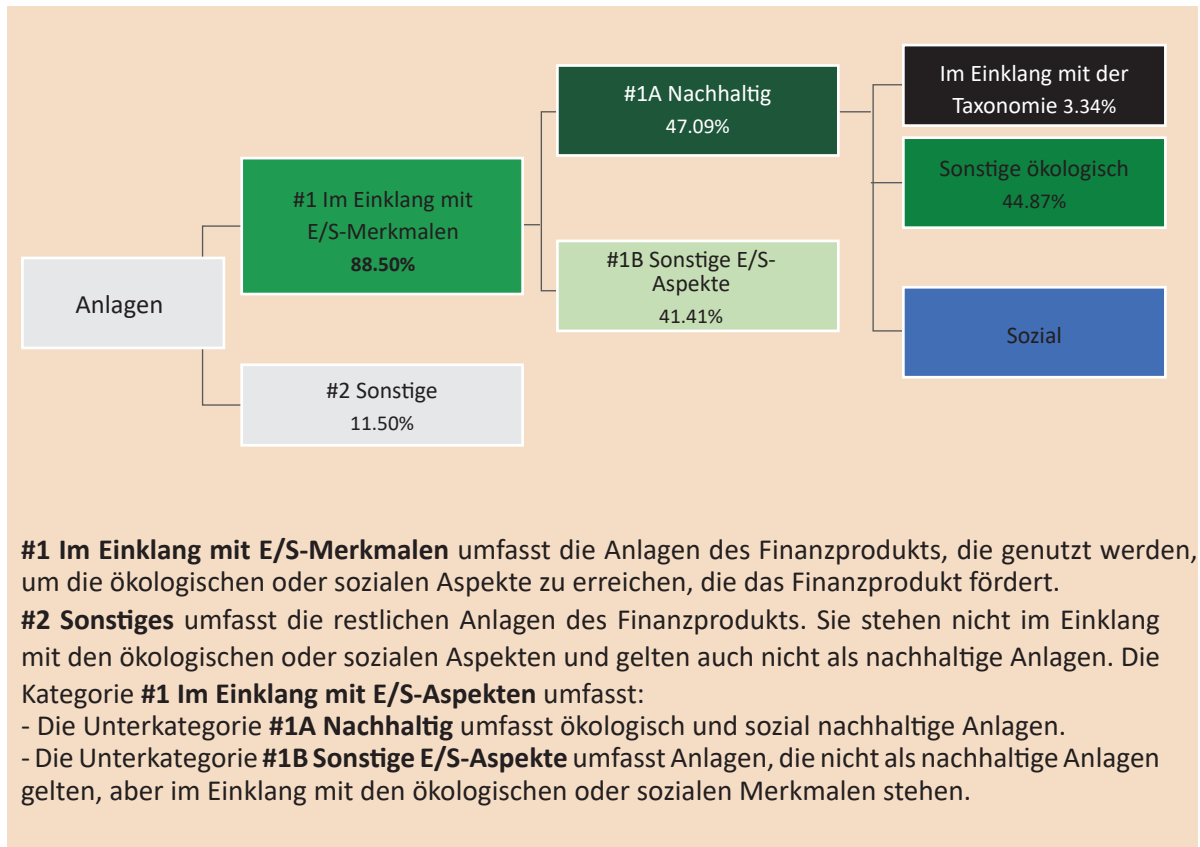 Anlagen
#1 Im Einklang mit
E/S-Merkmalen
88.50%
#2 Sonstige
11.50%
#1A Nachhaltig
47.09%
#1B Sonstige E/S-
Aspekte
41.41%
Im Einklang mit der
Taxonomie 3.34%
Sonstige ökologisch
44.87%
Sozial
#1 Im Einklang mit E/S-Merkmalen umfasst die Anlagen des Finanzprodukts, die genutzt werden,
um die ökologischen oder sozialen Aspekte zu erreichen, die das Finanzprodukt fördert.
#2 Sonstiges umfasst die restlichen Anlagen des Finanzprodukts. Sie stehen nicht im Einklang
mit den ökologischen oder sozialen Aspekten und gelten auch nicht als nachhaltige Anlagen. Die
Kategorie #1 Im Einklang mit E/S-Aspekten umfasst:
- Die Unterkategorie #1A Nachhaltig umfasst ökologisch und sozial nachhaltige Anlagen.
- Die Unterkategorie #1B Sonstige E/S-Aspekte umfasst Anlagen, die nicht als nachhaltige Anlagen
gelten, aber im Einklang mit den ökologischen oder sozialen Merkmalen stehen.